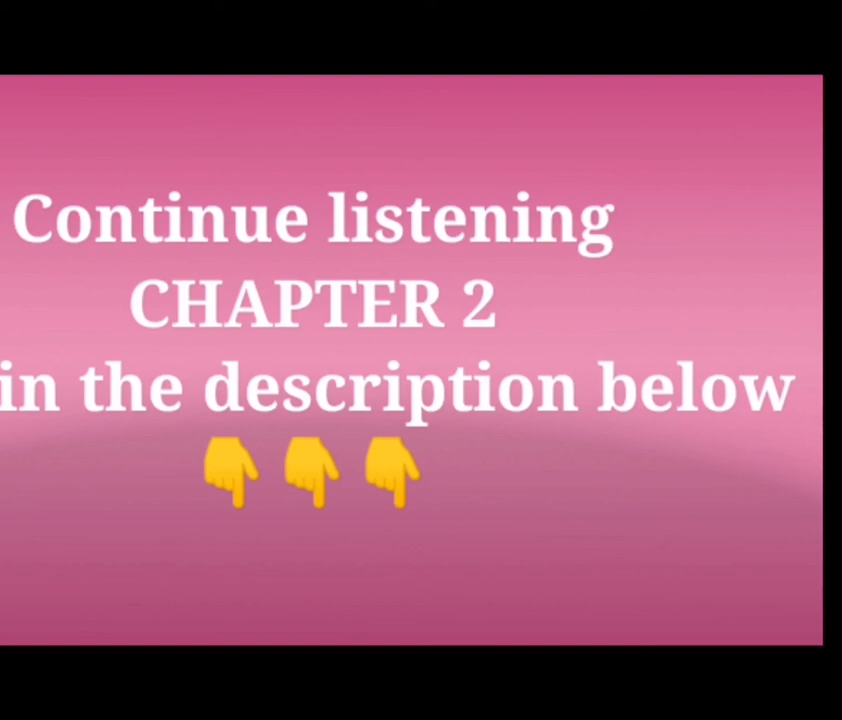 Continue listening
CHAPTER 2
in the description below
👇👇👇